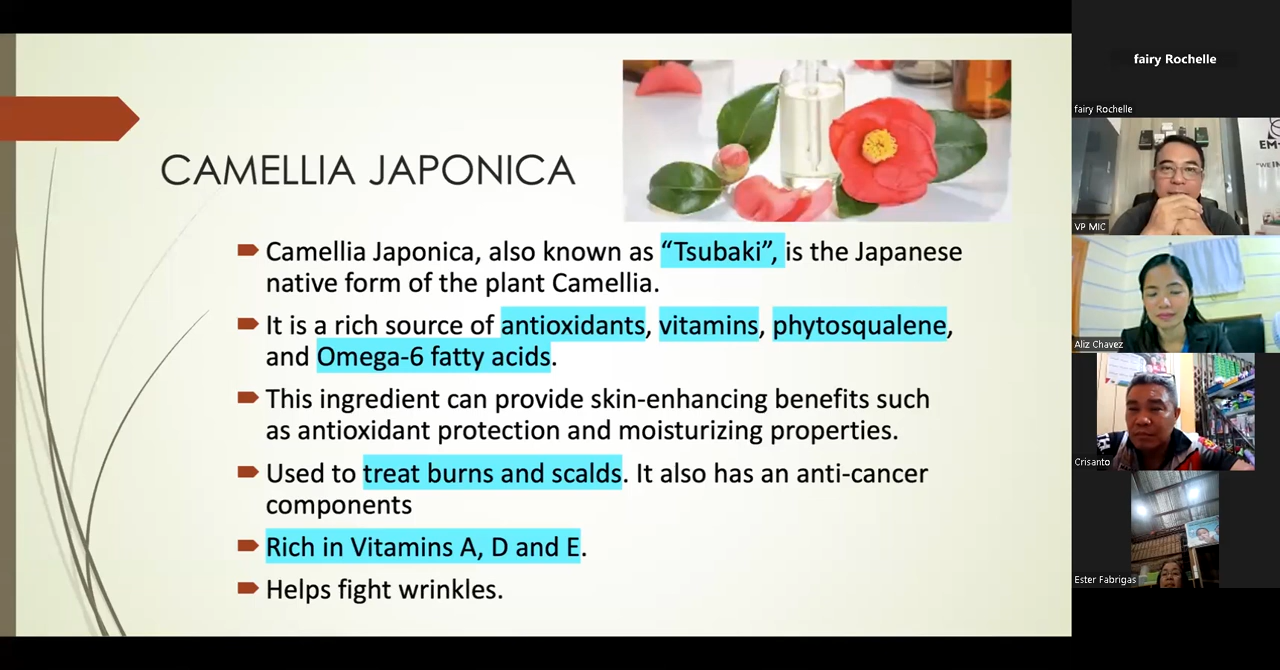 CAMELLIA JAPONICA
Camellia Japonica, also known as “Tsubaki”, is the Japanese
native form of the plant Camellia.
It is a rich source of antioxidants, vitamins, phytosqualene,
and Omega-6 fatty acids.
This ingredient can provide skin-enhancing benefits such
as antioxidant protection and moisturizing properties.
Used to treat burns and scalds. It also has an anti-cancer
components
Rich in Vitamins A, D and E.
Helps fight wrinkles.
fairy Rochelle
fairy Rochelle
VP MIC
Aliz Chavez
Crisanto
Ester Fabrigas